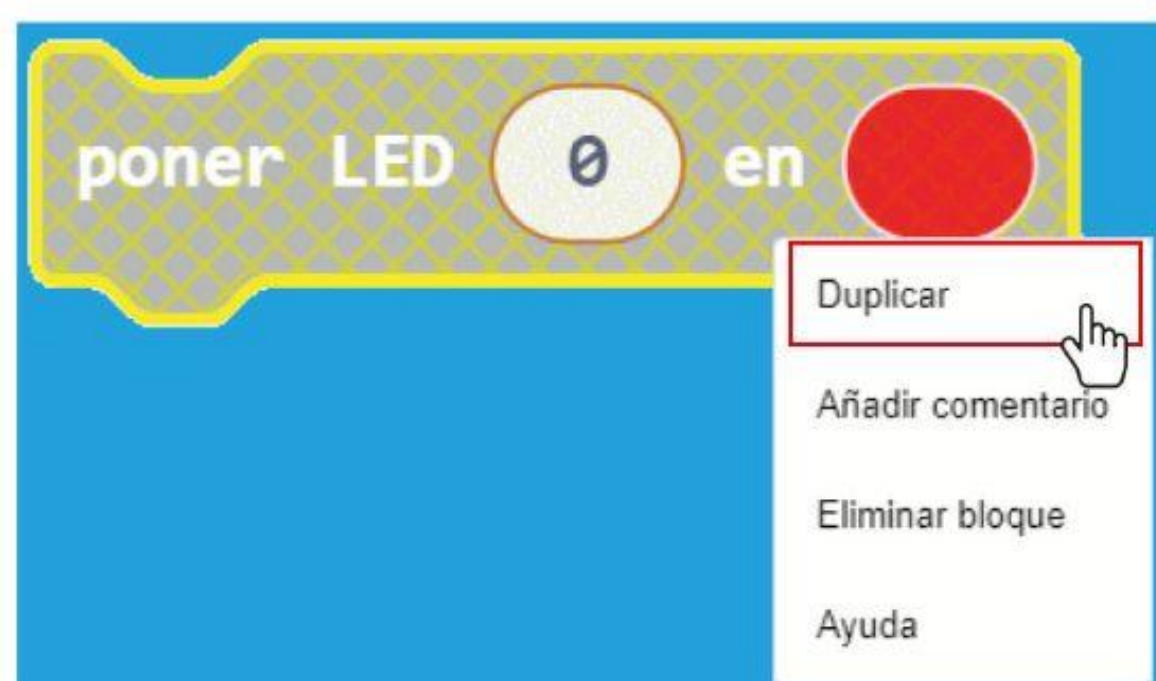 poner LED 0 en
Duplicar
Añadir comentario
Eliminar bloque
Ayuda